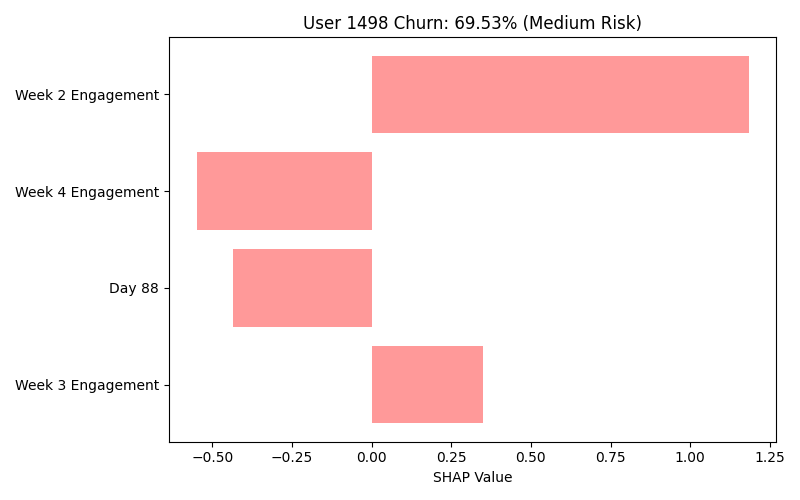 User 1498 Churn: 69.53% (Medium Risk)
Week 2 Engagement
Week 4 Engagement
Day 88
Week 3 Engagement
−0.50 −0.25 0.00 0.25 0.50 0.75 1.00 1.25
SHAP Value